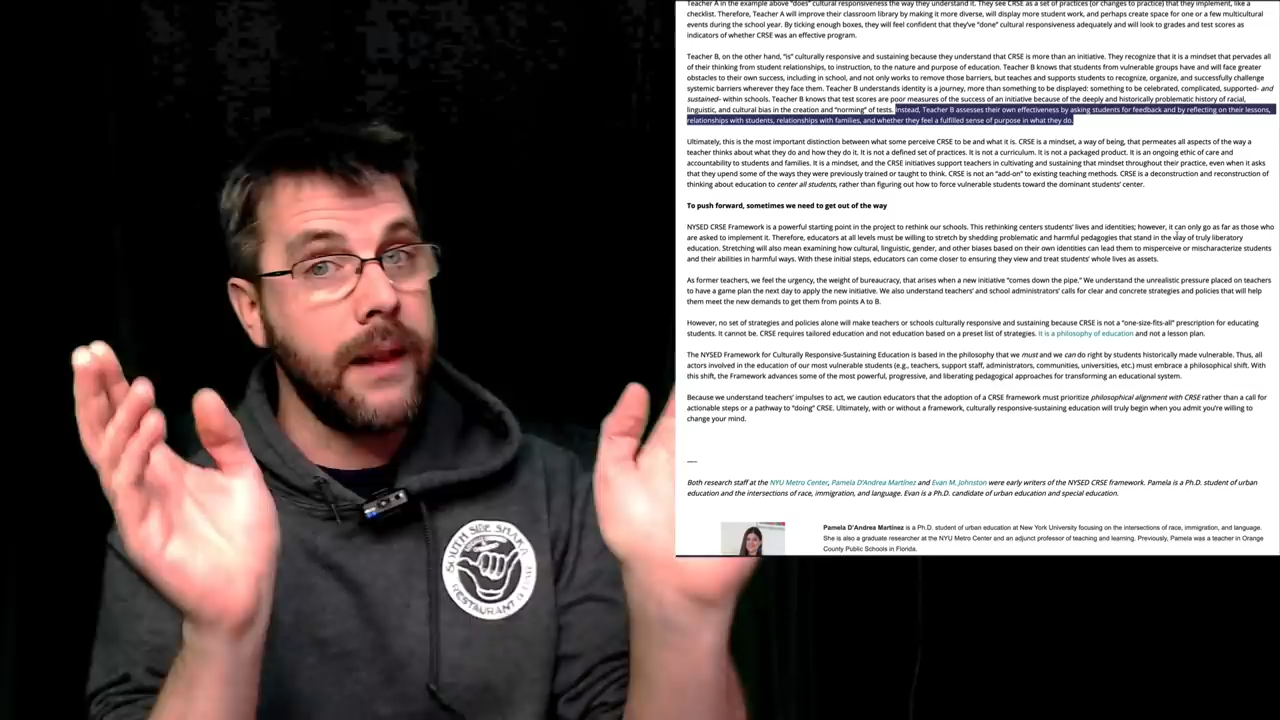 Teacher A in the example above "does" cultural responsiveness the way they understand it. They see CRSE as a set of practices (or changes to practice) that they implement, like a
checklist. Therefore, Teacher A will improve their classroom library by making it more diverse, will display more student work, and perhaps create space for one or a few multicultural
events during the school year. By ticking enough boxes, they will feel confident that they've "done" cultural responsiveness adequately and will look to grades and test scores as
indicators of whether CRSE was an effective program.
Teacher B, on the other hand, "is" culturally responsive and sustaining because they understand that CRSE is more than an initiative. They recognize that it is a mindset that pervades all
of their thinking from student relationships, to instruction, to the nature and purpose of education. Teacher B knows that students from vulnerable groups have and will face greater
obstacles to their own success, including in school, and not only works to remove those barriers, but teaches and supports students to recognize, organize, and successfully challenge
systemic barriers wherever they face them. Teacher B understands identity is a journey, more than something to be displayed: something to be celebrated, complicated, supported- and
sustained- within schools. Teacher B knows that test scores are poor measures of the success of an initiative because of the deeply and historically problematic history of racial,
linguistic, and cultural bias in the creation and "norming" of tests. Instead, Teacher B assesses their own effectiveness by asking students for feedback and by reflecting on their lessons,
relationships with students, relationships with families, and whether they feel a fulfilled sense of purpose in what they do.
Ultimately, this is the most important distinction between what some perceive CRSE to be and what it is. CRSE is a mindset, a way of being, that permeates all aspects of the way a
teacher thinks about what they do and how they do it. It is not a defined set of practices. It is not a curriculum. It is not a packaged product. It is an ongoing ethic of care and
accountability to students and families. It is a mindset, and the CRSE initiatives support teachers in cultivating and sustaining that mindset throughout their practice, even when it asks
that they upend some of the ways they were previously trained or taught to think. CRSE is not an "add-on" to existing teaching methods. CRSE is a deconstruction and reconstruction of
thinking about education to center all students, rather than figuring out how to force vulnerable students toward the dominant students' center.
To push forward, sometimes we need to get out of the way
NYSED CRSE Framework is a powerful starting point in the project to rethink our schools. This rethinking centers students' lives and identities; however, it can only go as far as those who
are asked to implement it. Therefore, educators at all levels must be willing to stretch by shedding problematic and harmful pedagogies that stand in the way of truly liberatory
education. Stretching will also mean examining how cultural, linguistic, gender, and other biases based on their own identities can lead them to misperceive or mischaracterize students
and their abilities in harmful ways. With these initial steps, educators can come closer to ensuring they view and treat students' whole lives as assets.
As former teachers, we feel the urgency, the weight of bureaucracy, that arises when a new initiative "comes down the pipe." We understand the unrealistic pressure placed on teachers
to have a game plan the next day to apply the new initiative. We also understand teachers' and school administrators' calls for clear and concrete strategies and policies that will help
them meet the new demands to get them from points A to B.
However, no set of strategies and policies alone will make teachers or schools culturally responsive and sustaining because CRSE is not a "one-size-fits-all" prescription for educating
students. It cannot be. CRSE requires tailored education and not education based on a preset list of strategies. It is a philosophy of education and not a lesson plan.
The NYSED Framework for Culturally Responsive-Sustaining Education is based in the philosophy that we must and we can do right by students historically made vulnerable. Thus, all
actors involved in the education of our most vulnerable students (e.g., teachers, support staff, administrators, communities, universities, etc.) must embrace a philosophical shift. With
this shift, the Framework advances some of the most powerful, progressive, and liberating pedagogical approaches for transforming an educational system.
Because we understand teachers' impulses to act, we caution educators that the adoption of a CRSE framework must prioritize philosophical alignment with CRSE rather than a call for
actionable steps or a pathway to "doing" CRSE. Ultimately, with or without a framework, culturally responsive-sustaining education will truly begin when you admit you're willing to
change your mind.
Both research staff at the NYU Metro Center, Pamela D'Andrea Martínez and Evan M. Johnston were early writers of the NYSED CRSE framework. Pamela is a Ph.D. student of urban
education and the intersections of race, immigration, and language. Evan is a Ph.D. candidate of urban education and special education.
Pamela D'Andrea Martínez is a Ph.D. student of urban education at New York University focusing on the intersections of race, immigration, and language.
She is also a graduate researcher at the NYU Metro Center and an adjunct professor of teaching and learning. Previously, Pamela was a teacher in Orange
County Public Schools in Florida.
SOUTH SIDE SHAKA
RESTAURANT &